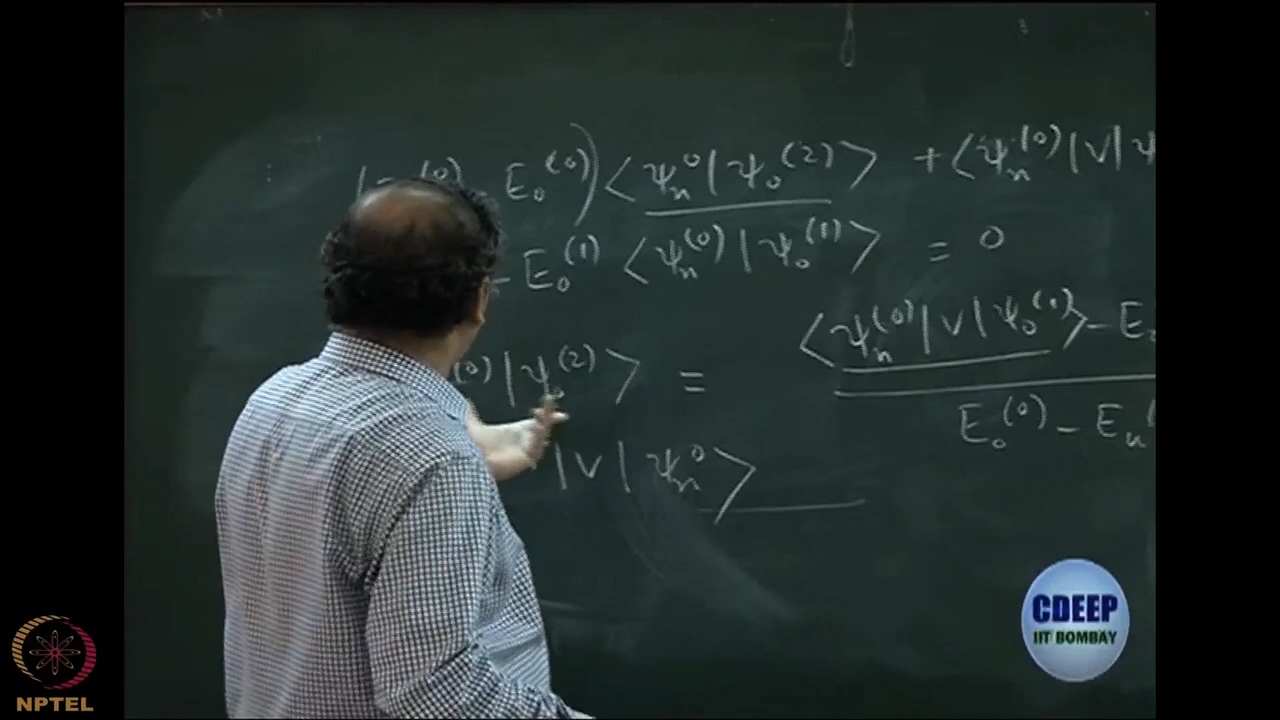 E₀⁽⁰⁾) ⟨ψₙ⁰|ψ₀⁽²⁾⟩ + ⟨ψₙ⁽⁰⁾|V|ψ
- E₀⁽¹⁾ ⟨ψₙ⁽⁰⁾|ψ₀⁽¹⁾⟩ = 0
⟨ψₙ⁽⁰⁾|V|ψ₀⁽¹⁾⟩ - E
⁽⁰⁾|ψ₀⁽²⁾⟩ =
E₀⁽⁰⁾ - Eₙ
|V|ψₙ⁰⟩
CDEEP
IIT BOMBAY
NPTEL